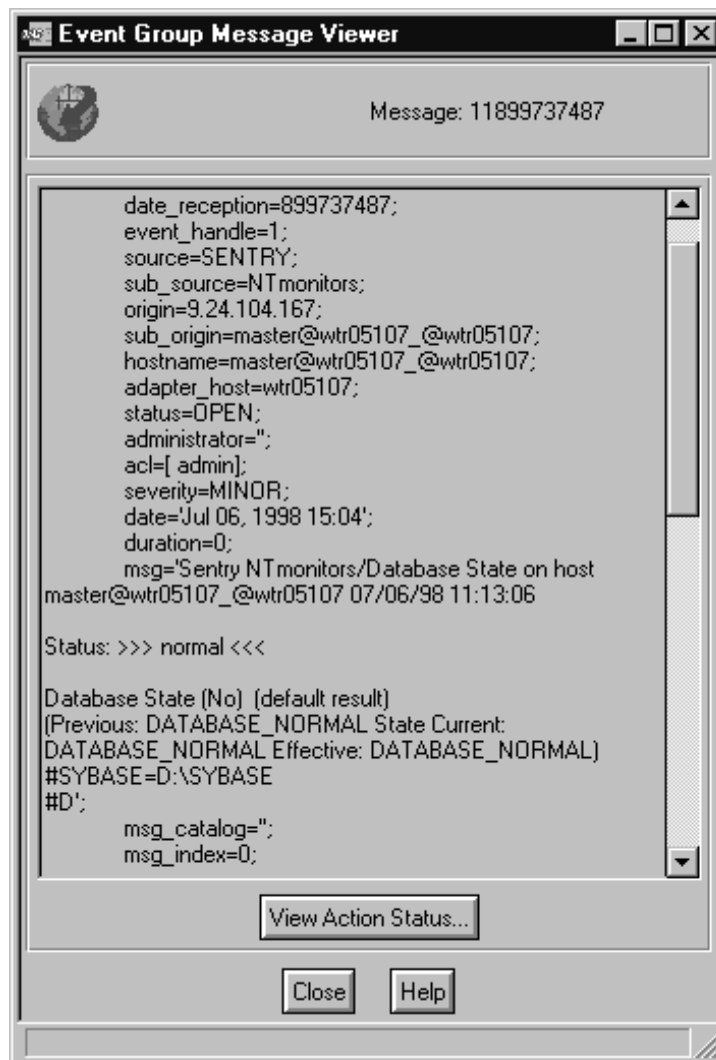 Event Group Message Viewer
Message: 11899737487
date_reception=899737487;
event_handle=1;
source=SENTRY;
sub_source=NTmonitors;
origin=9.24.104.167;
sub_origin=master@wtr05107_@wtr05107;
hostname=master@wtr05107_@wtr05107;
adapter_host=wtr05107;
status=OPEN;
administrator='';
acl=[ admin];
severity=MINOR;
date='Jul 06, 1998 15:04';
duration=0;
msg='Sentry NTmonitors/Database State on host
master@wtr05107_@wtr05107 07/06/98 11:13:06
Status: >>> normal <<<
Database State (No)  (default result)
(Previous: DATABASE_NORMAL State Current:
DATABASE_NORMAL Effective: DATABASE_NORMAL)
#SYBASE=D:\SYBASE
#D';
msg_catalog='';
msg_index=0;
View Action Status...
Close
Help